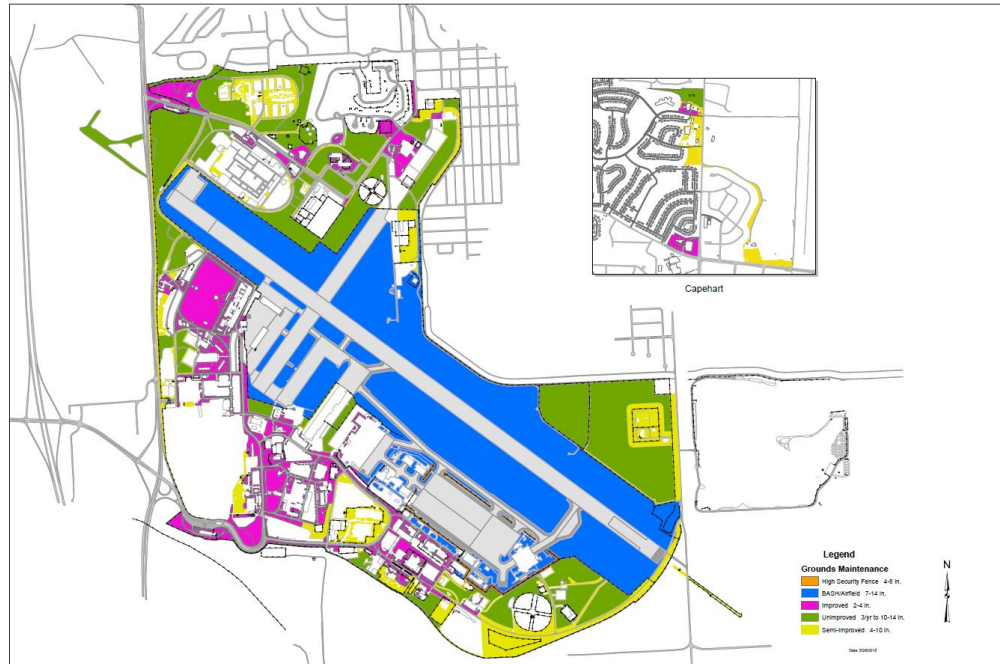 Capehart
Legend
Grounds Maintenance
High Security Fence 4-6 in.
BASH/Airfield 7-14 in.
Improved 2-4 in.
Unimproved 3/yr to 10-14 in.
Semi-Improved 4-10 in.
N